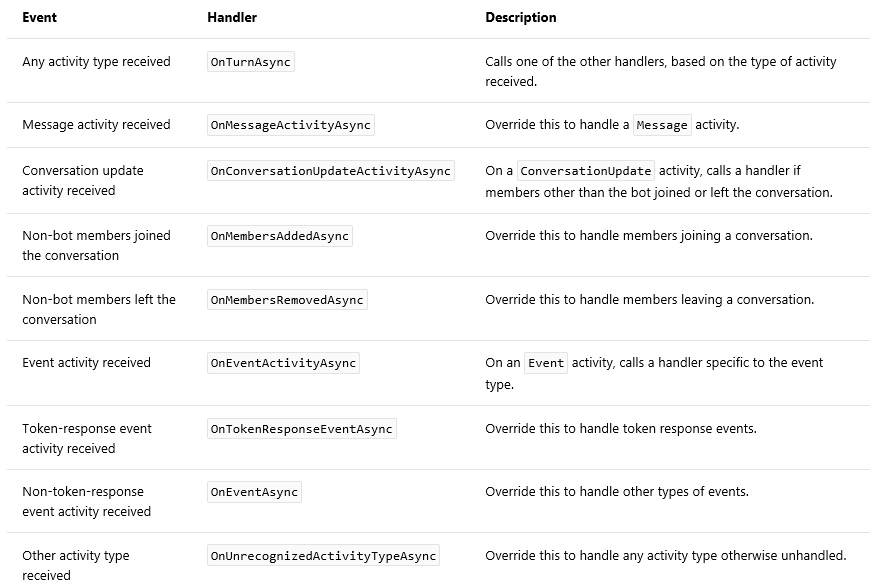 Event Handler Description
Any activity type received OnTurnAsync Calls one of the other handlers, based on the type of activity
received.
Message activity received OnMessageActivityAsync Override this to handle a Message activity.
Conversation update OnConversationUpdateActivityAsync On a ConversationUpdate activity, calls a handler if
activity received members other than the bot joined or left the conversation.
Non-bot members joined OnMembersAddedAsync Override this to handle members joining a conversation.
the conversation
Non-bot members left the OnMembersRemovedAsync Override this to handle members leaving a conversation.
conversation
Event activity received OnEventActivityAsync On an Event activity, calls a handler specific to the event
type.
Token-response event OnTokenResponseEventAsync Override this to handle token response events.
activity received
Non-token-response OnEventAsync Override this to handle other types of events.
event activity received
Other activity type OnUnrecognizedActivityTypeAsync Override this to handle any activity type otherwise unhandled.
received